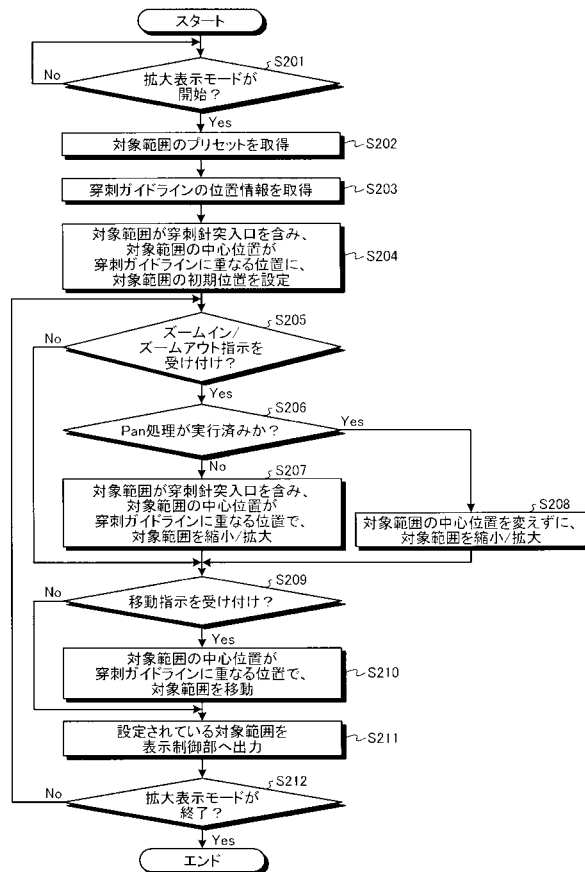 スタート
S201
拡大表示モードが
開始?
No
Yes
対象範囲のプリセットを取得
S202
穿刺ガイドラインの位置情報を取得
S203
対象範囲が穿刺針突入口を含み、
対象範囲の中心位置が
穿刺ガイドラインに重なる位置に、
対象範囲の初期位置を設定
S204
S205
ズームイン/
ズームアウト指示を
受け付け?
No
Yes
S206
Pan処理が実行済みか?
Yes
No
S207
対象範囲が穿刺針突入口を含み、
対象範囲の中心位置が
穿刺ガイドラインに重なる位置で、
対象範囲を縮小/拡大
S208
対象範囲の中心位置を変えずに、
対象範囲を縮小/拡大
S209
移動指示を受け付け?
No
Yes
対象範囲の中心位置が
穿刺ガイドラインに重なる位置で、
対象範囲を移動
S210
設定されている対象範囲を
表示制御部へ出力
S211
S212
拡大表示モードが
終了?
No
Yes
エンド